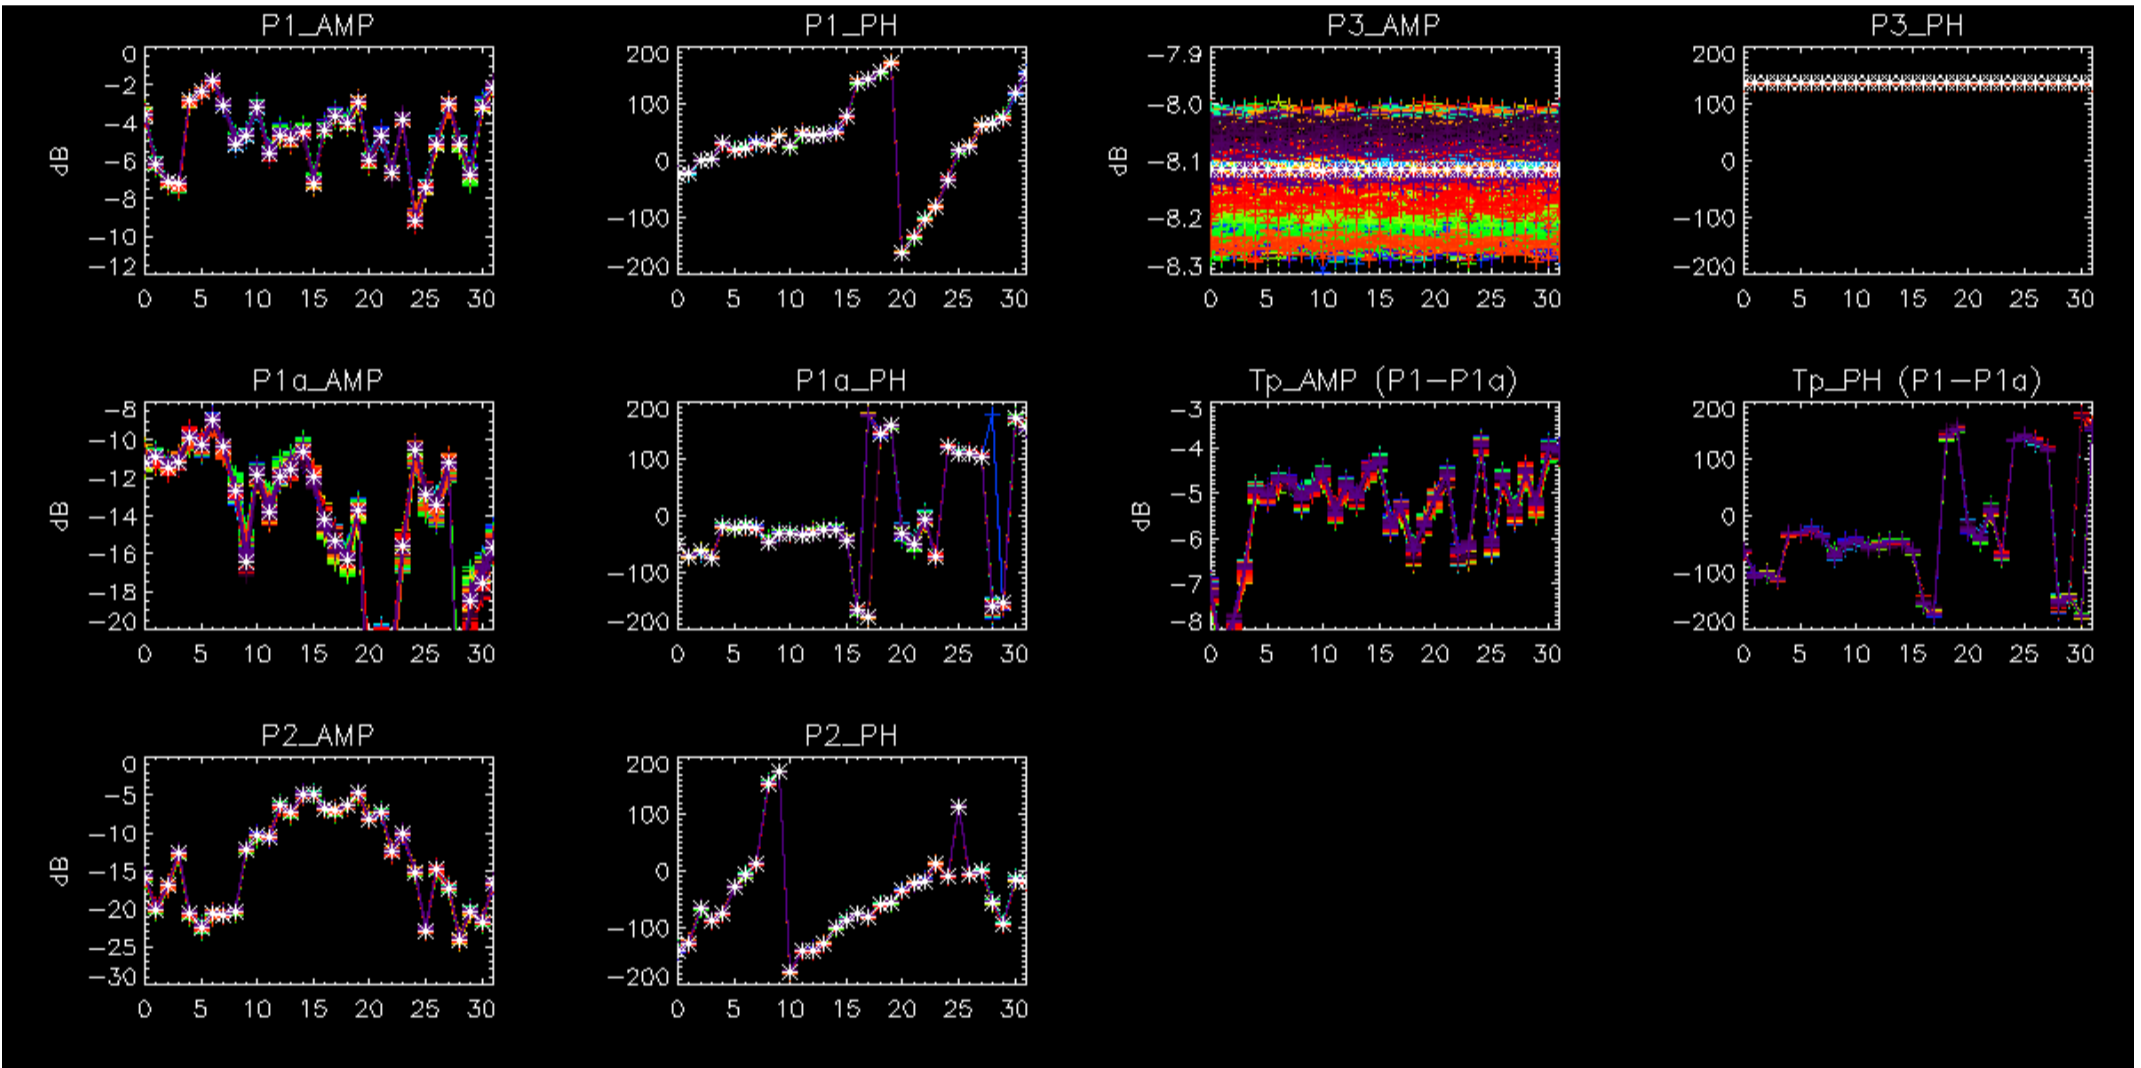 P1_AMP P1_PH P3_AMP P3_PH
0 200 -7.9 200
-2 100 -8.0 100
-4 0 -8.1 0
-6 -100 -8.2 -100
-8 -200 -8.3 -200
-10
-12
dB dB
0 5 10 15 20 25 30 0 5 10 15 20 25 30 0 5 10 15 20 25 30 0 5 10 15 20 25 30
P1a_AMP P1a_PH Tp_AMP (P1-P1a) Tp_PH (P1-P1a)
-8 200 -3 200
-10 100 -4 100
-12 0 -5 0
-14 -100 -6 -100
-16 -200 -7 -200
-18 -8
-20
dB dB
0 5 10 15 20 25 30 0 5 10 15 20 25 30 0 5 10 15 20 25 30 0 5 10 15 20 25 30
P2_AMP P2_PH
0 200
-5 100
-10 0
-15 -100
-20 -200
-25
-30
dB
0 5 10 15 20 25 30 0 5 10 15 20 25 30